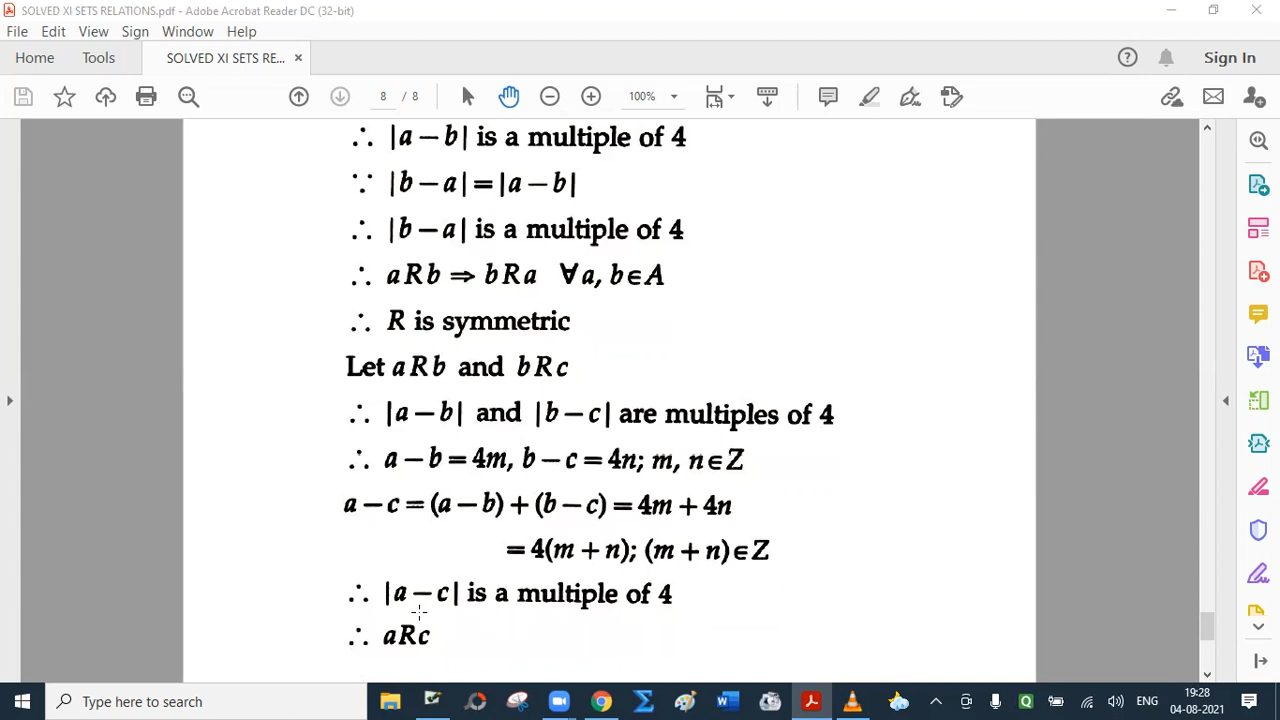 SOLVED XI SETS RELATIONS.pdf - Adobe Acrobat Reader DC (32-bit)
File Edit View Sign Window Help
Home Tools SOLVED XI SETS RE... × Sign In
8 / 8 100%
∴ |a − b| is a multiple of 4
∵ |b − a| = |a − b|
∴ |b − a| is a multiple of 4
∴ aRb ⇒ bRa ∀ a, b ∈ A
∴ R is symmetric
Let aRb and bRc
∴ |a − b| and |b − c| are multiples of 4
∴ a − b = 4m, b − c = 4n; m, n ∈ Z
a − c = (a − b) + (b − c) = 4m + 4n
= 4(m + n); (m + n) ∈ Z
∴ |a − c| is a multiple of 4
∴ aRc
Type here to search
ENG
19:28
04-08-2021